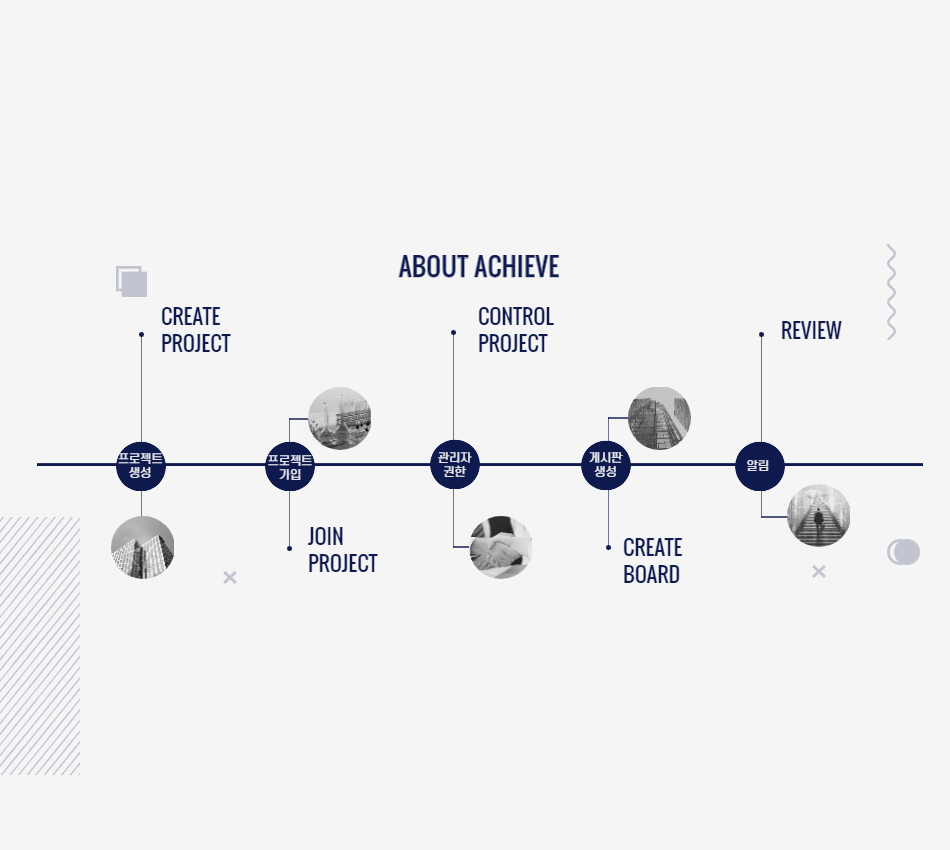 ABOUT ACHIEVE
CREATE
PROJECT
CONTROL
PROJECT
REVIEW
프로젝트
생성
프로젝트
가입
관리자
권한
게시판
생성
알림
JOIN
PROJECT
CREATE
BOARD